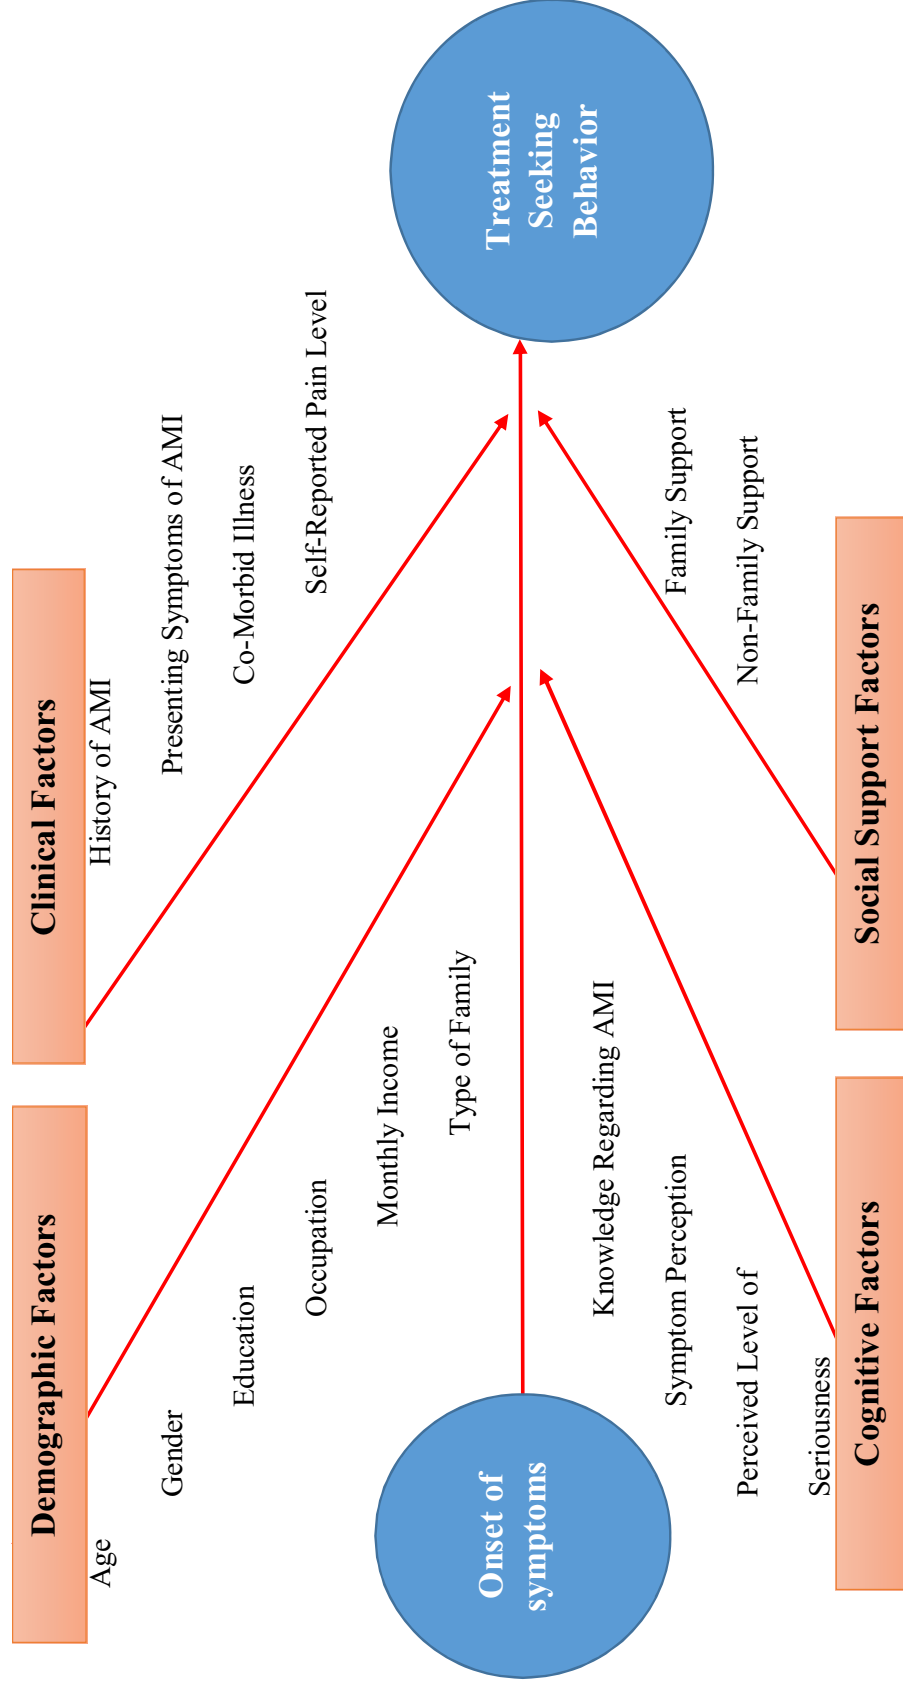 Demographic Factors
Clinical Factors
Age
History of AMI
Gender
Presenting Symptoms of AMI
Education
Co-Morbid Illness
Occupation
Self-Reported Pain Level
Monthly Income
Type of Family
Onset of
symptoms
Treatment
Seeking
Behavior
Knowledge Regarding AMI
Symptom Perception
Family Support
Perceived Level of
Non-Family Support
Seriousness
Cognitive Factors
Social Support Factors